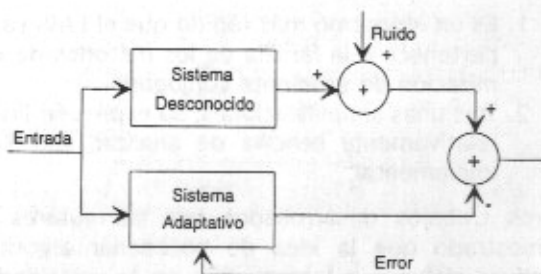 Ruido
Sistema
Desconocido
+
+
+
Entrada
+
+
-
Sistema
Adaptativo
Error